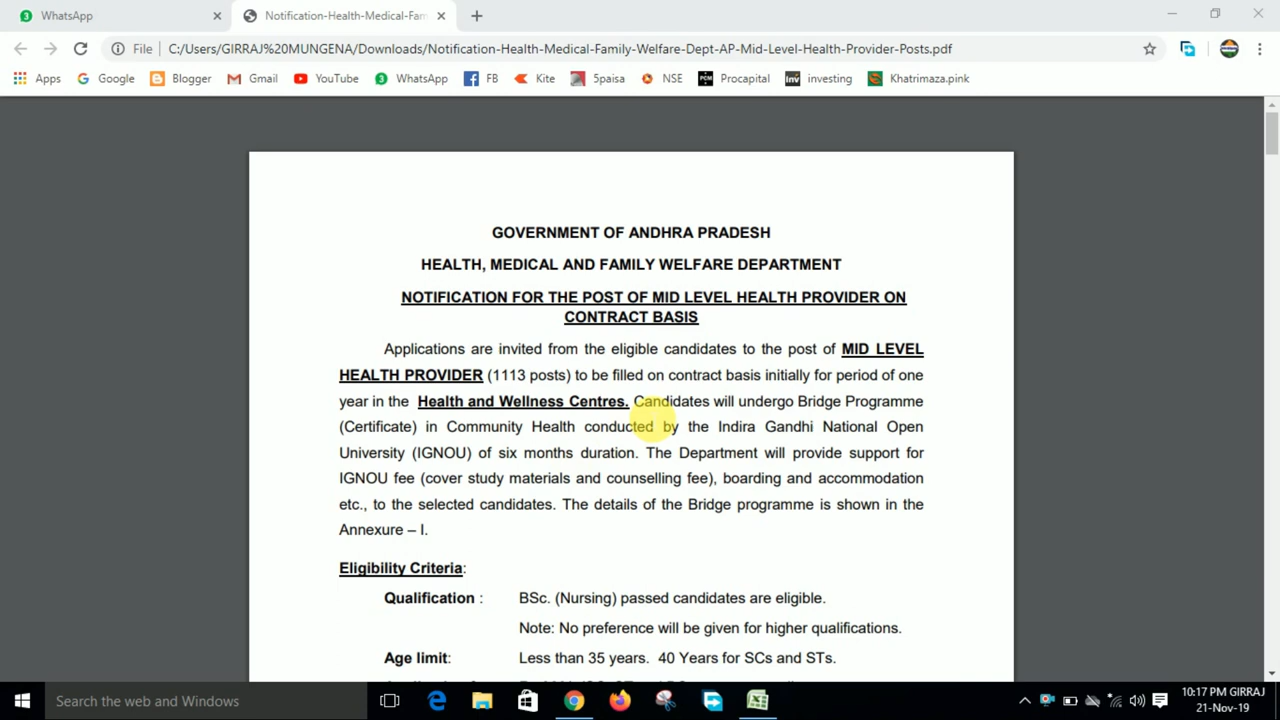 WhatsApp
Notification-Health-Medical-Fam
File
C:/Users/GIRRAJ%20MUNGENA/Downloads/Notification-Health-Medical-Family-Welfare-Dept-AP-Mid-Level-Health-Provider-Posts.pdf
Apps Google Blogger Gmail YouTube WhatsApp FB Kite 5paisa NSE Procapital investing Khatrimaza.pink
GOVERNMENT OF ANDHRA PRADESH
HEALTH, MEDICAL AND FAMILY WELFARE DEPARTMENT
NOTIFICATION FOR THE POST OF MID LEVEL HEALTH PROVIDER ON
CONTRACT BASIS
Applications are invited from the eligible candidates to the post of MID LEVEL
HEALTH PROVIDER (1113 posts) to be filled on contract basis initially for period of one
year in the Health and Wellness Centres. Candidates will undergo Bridge Programme
(Certificate) in Community Health conducted by the Indira Gandhi National Open
University (IGNOU) of six months duration. The Department will provide support for
IGNOU fee (cover study materials and counselling fee), boarding and accommodation
etc., to the selected candidates. The details of the Bridge programme is shown in the
Annexure – I.
Eligibility Criteria:
Qualification : BSc. (Nursing) passed candidates are eligible.
Note: No preference will be given for higher qualifications.
Age limit: Less than 35 years. 40 Years for SCs and STs.
Search the web and Windows
10:17 PM GIRRAJ
21-Nov-19